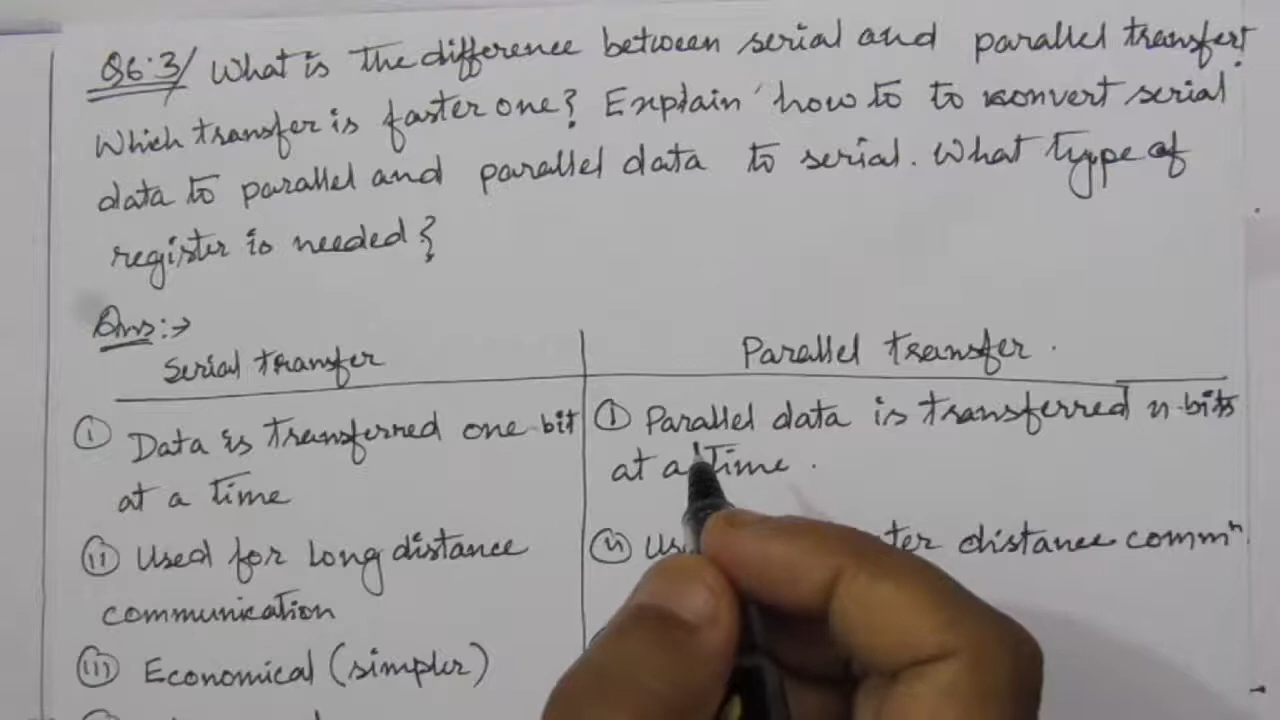 Q6.3/ What is the difference between serial and parallel transfer?
Which transfer is faster one? Explain how to to convert serial
data to parallel and parallel data to serial. What type of
register is needed?
Ans:→
Serial transfer
Parallel transfer.
(i) Data is transferred one bit
at a time
(ii) Used for long distance
communication
(iii) Economical (simpler)
(i) Parallel data is transferred n-bits
at a time.
(ii) distance commⁿ.